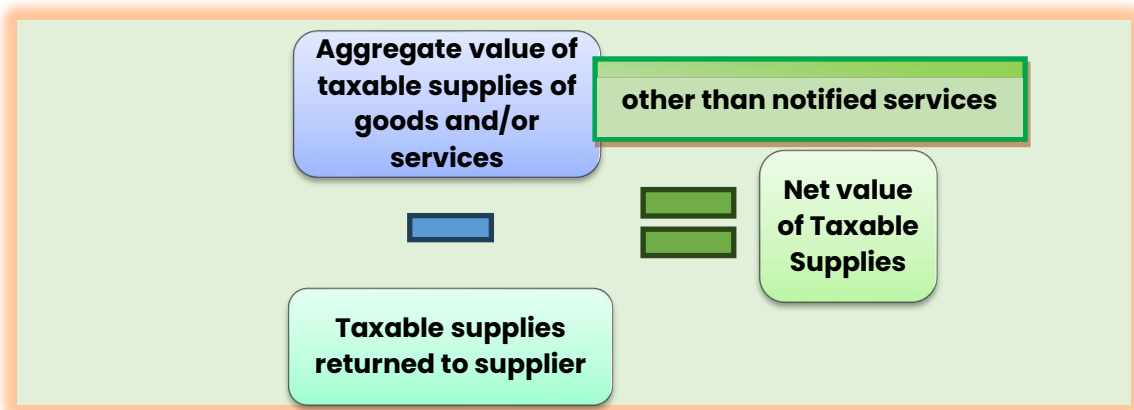 Aggregate value of
taxable supplies of
goods and/or
services
other than notified services
Net value
of Taxable
Supplies
Taxable supplies
returned to supplier